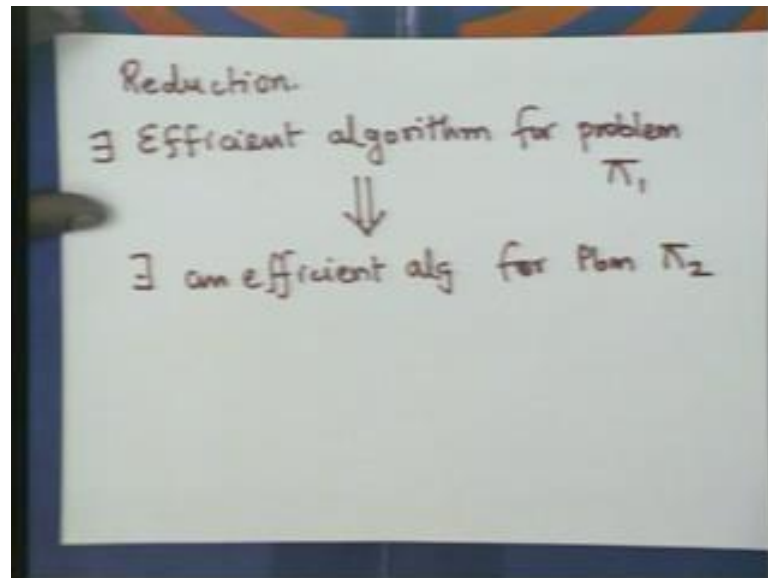 Reduction.
∃ Efficient algorithm for problem
π₁
⇓
∃ an efficient alg for Pbm π₂